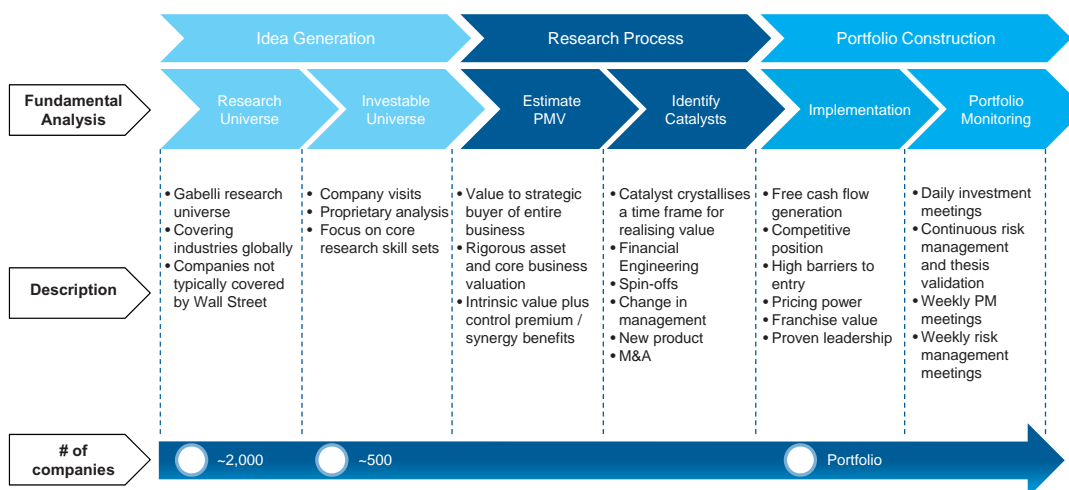 Idea Generation
Research Process
Portfolio Construction
Fundamental
Analysis
Research
Universe
Investable
Universe
Estimate
PMV
Identify
Catalysts
Implementation
Portfolio
Monitoring
Description
• Gabelli research
universe
• Covering
industries globally
• Companies not
typically covered
by Wall Street
• Company visits
• Proprietary analysis
• Focus on core
research skill sets
• Value to strategic
buyer of entire
business
• Rigorous asset
and core business
valuation
• Intrinsic value plus
control premium /
synergy benefits
• Catalyst crystallises
a time frame for
realising value
• Financial
Engineering
• Spin-offs
• Change in
management
• New product
• M&A
• Free cash flow
generation
• Competitive
position
• High barriers to
entry
• Pricing power
• Franchise value
• Proven leadership
• Daily investment
meetings
• Continuous risk
management
and thesis
validation
• Weekly PM
meetings
• Weekly risk
management
meetings
# of
companies
~2,000
~500
Portfolio